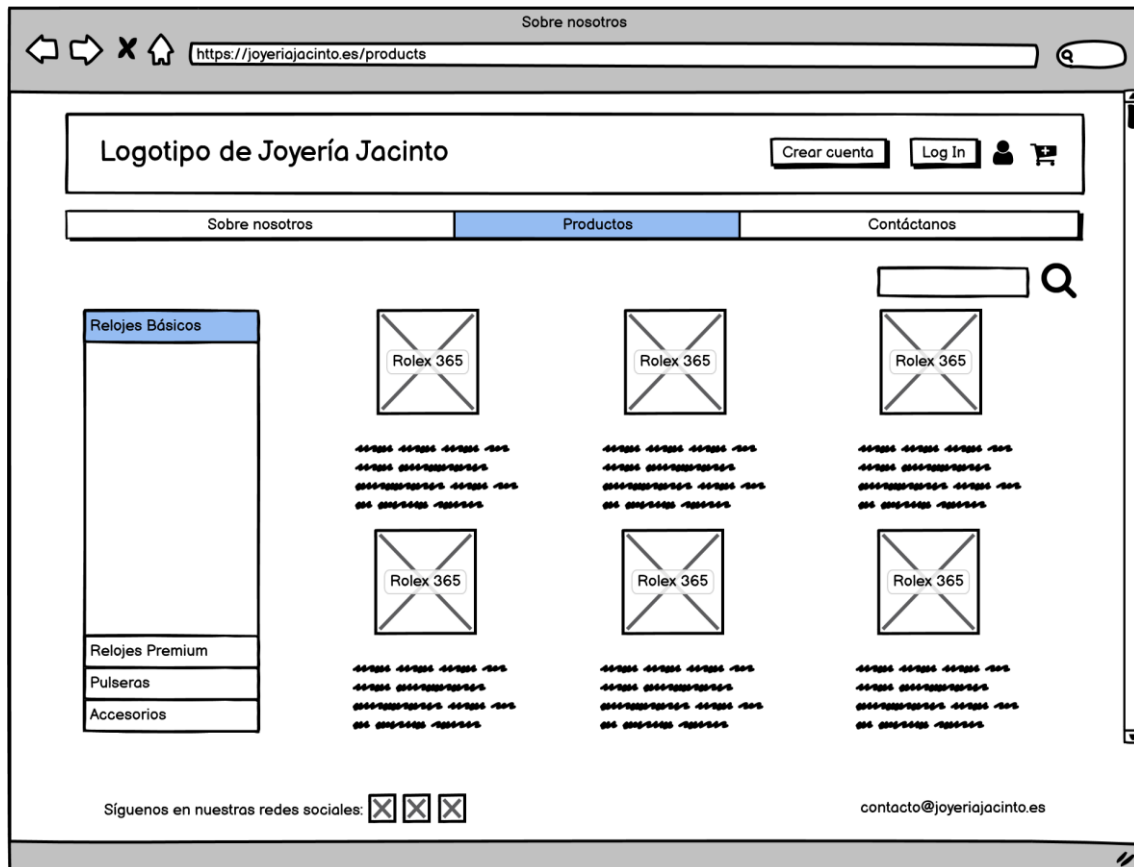 Sobre nosotros
https://joyeriajacinto.es/products
Logotipo de Joyería Jacinto
Crear cuenta
Log In
Sobre nosotros
Productos
Contáctanos
Relojes Básicos
Rolex 365
Rolex 365
Rolex 365
Rolex 365
Rolex 365
Rolex 365
Relojes Premium
Pulseras
Accesorios
Síguenos en nuestras redes sociales:
contacto@joyeriajacinto.es